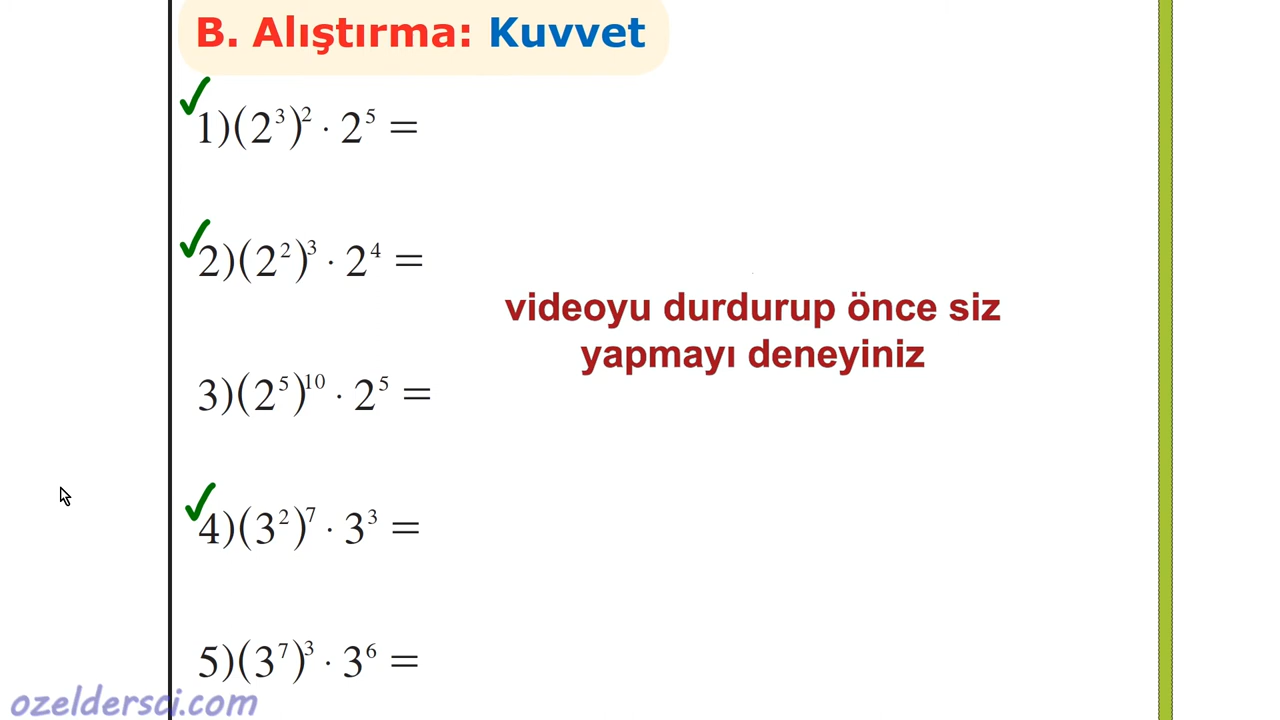 B. Alıştırma: Kuvvet
1)(2³)² · 2⁵ =
2)(2²)³ · 2⁴ =
videoyu durdurup önce siz
yapmayı deneyiniz
3)(2⁵)¹⁰ · 2⁵ =
4)(3²)⁷ · 3³ =
5)(3⁷)³ · 3⁶ =
ozeldersci.com